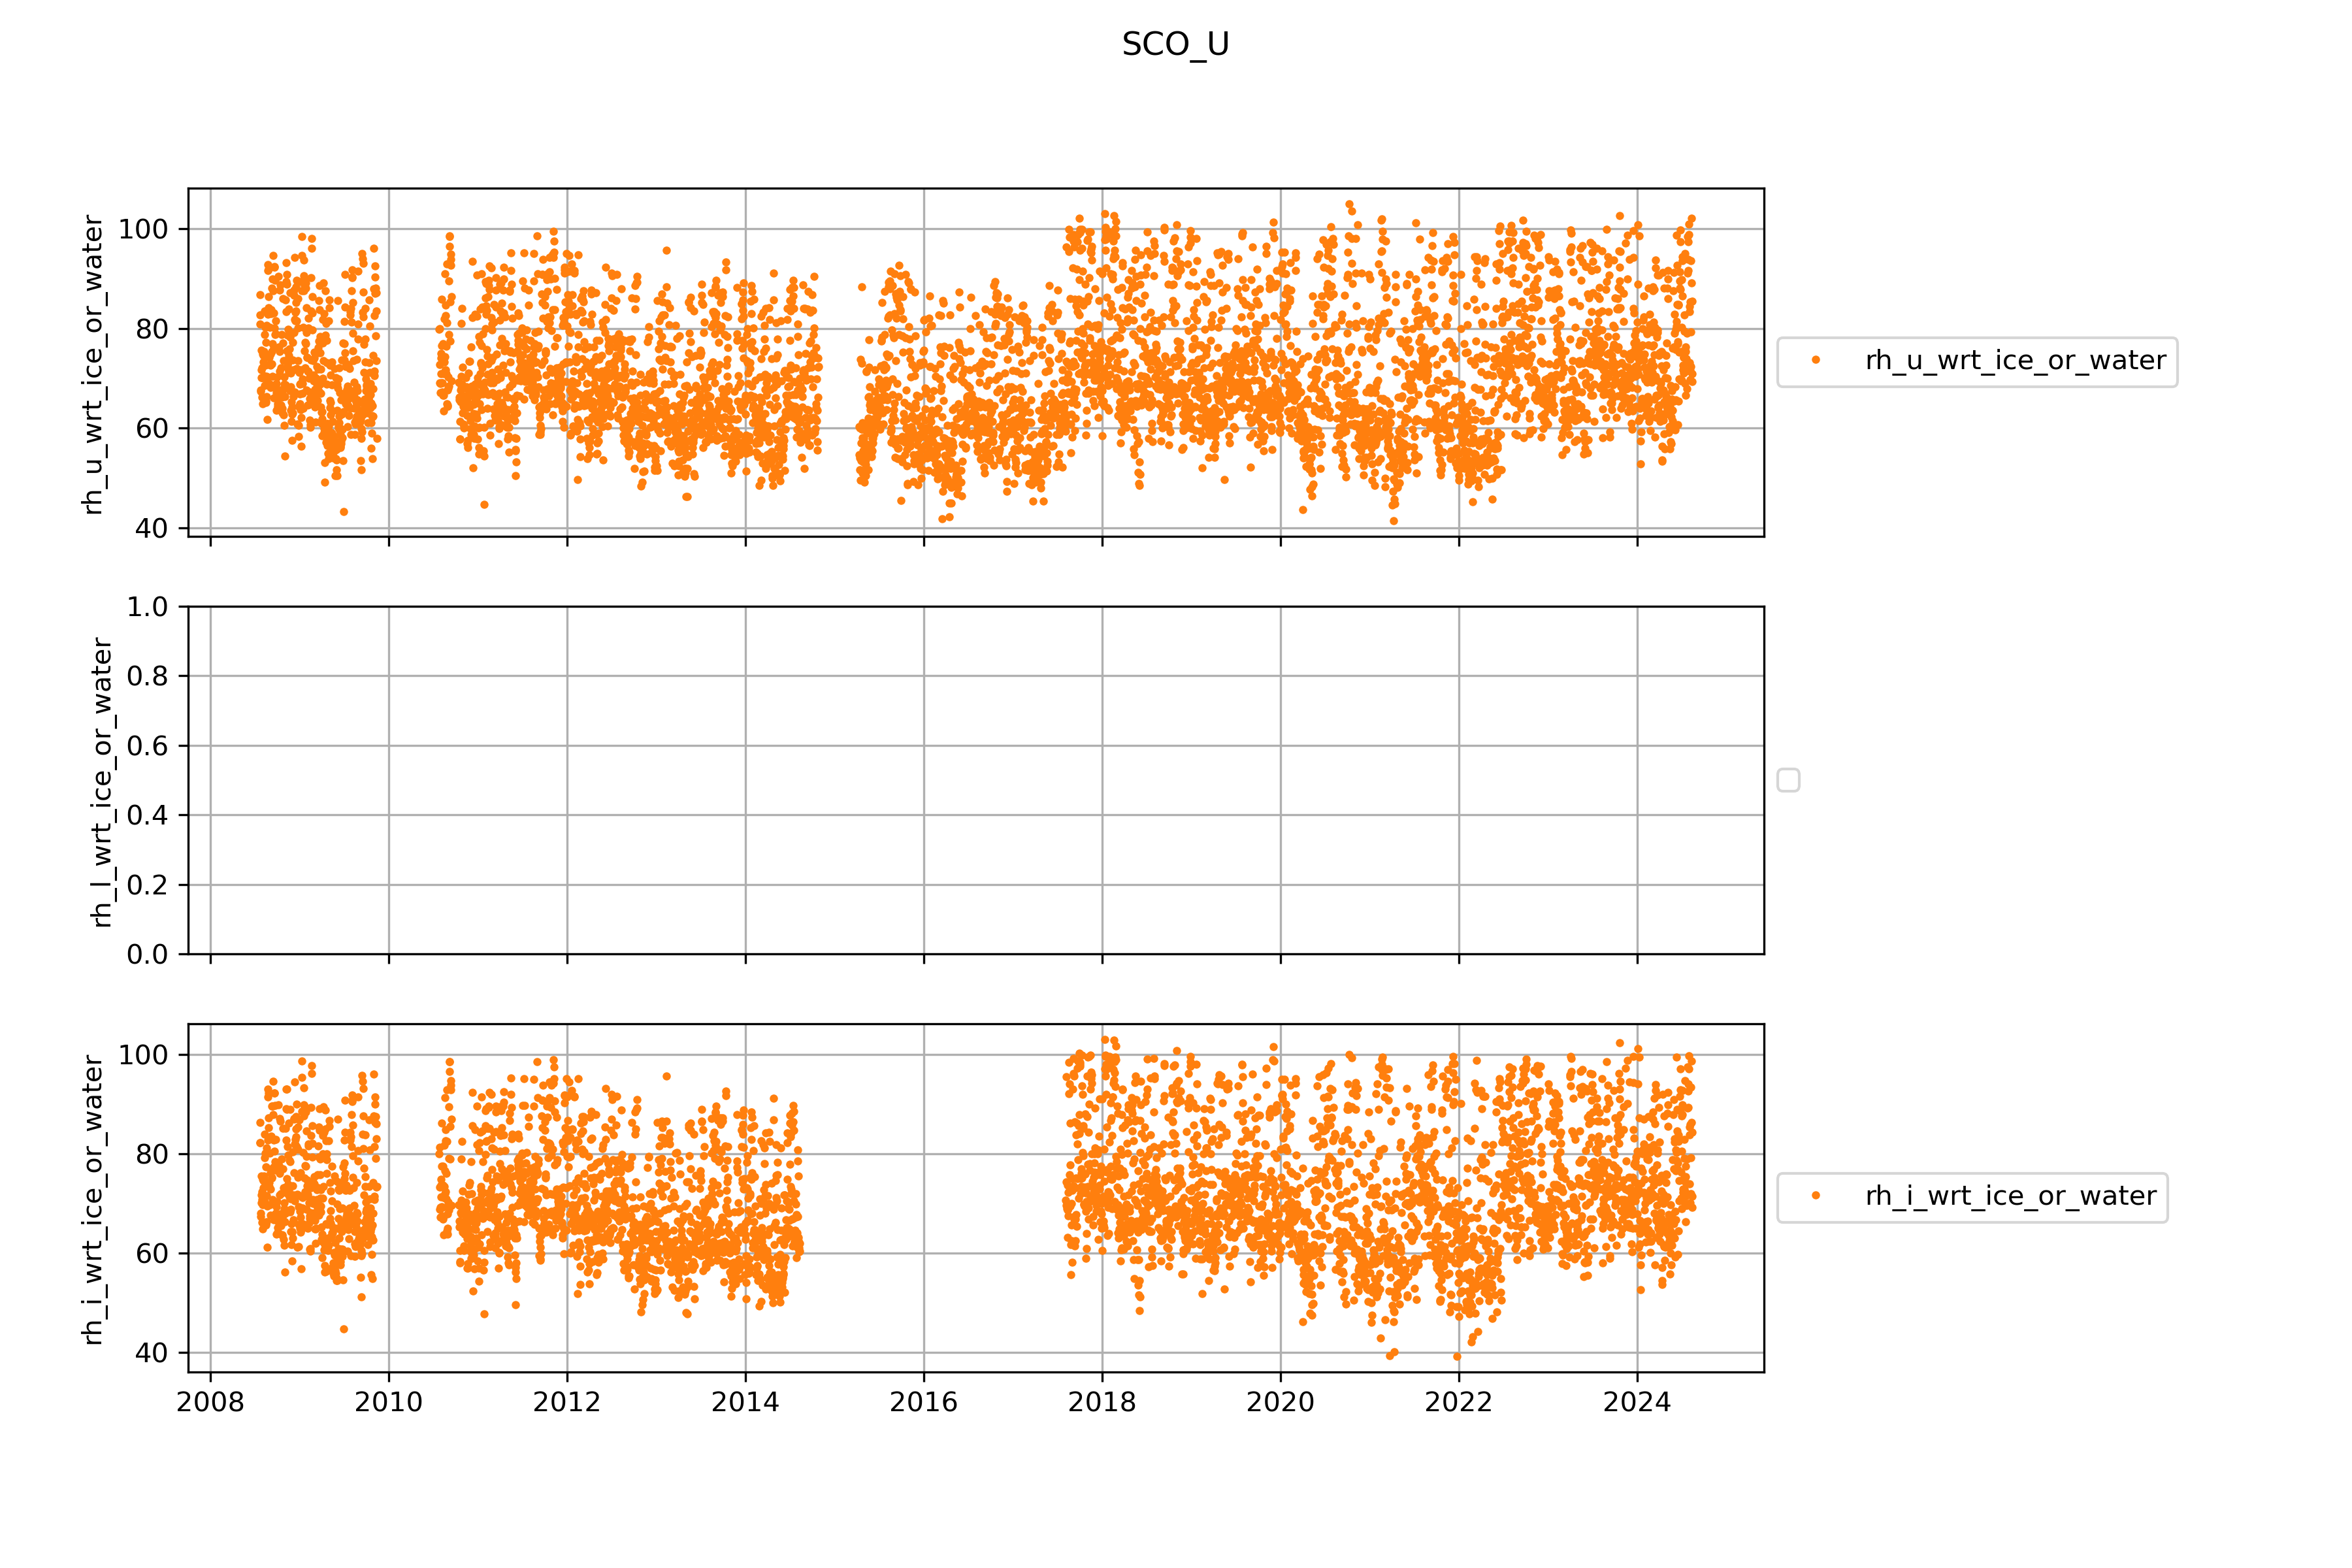 SCO_U
rh_u_wrt_ice_or_water
100
80
60
40
rh_u_wrt_ice_or_water
rh_l_wrt_ice_or_water
1.0
0.8
0.6
0.4
0.2
0.0
rh_i_wrt_ice_or_water
100
80
60
40
rh_i_wrt_ice_or_water
2008 2010 2012 2014 2016 2018 2020 2022 2024